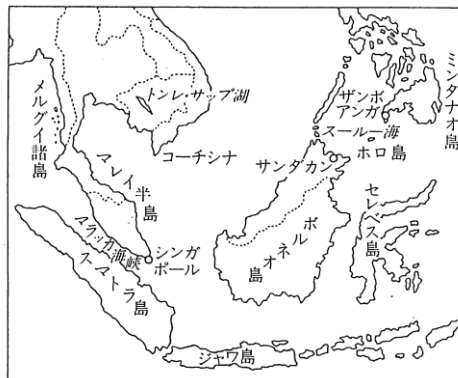 メルグイ諸島
トンレ・サップ湖
コーチシナ
マレイ半島
マラッカ海峡
シンガ
ポール
スマトラ島
ジャワ島
ボルネオ島
サンダカン
ザンボ
アンガ
スールー海
ホロ島
ミンダナオ島
セレベス島